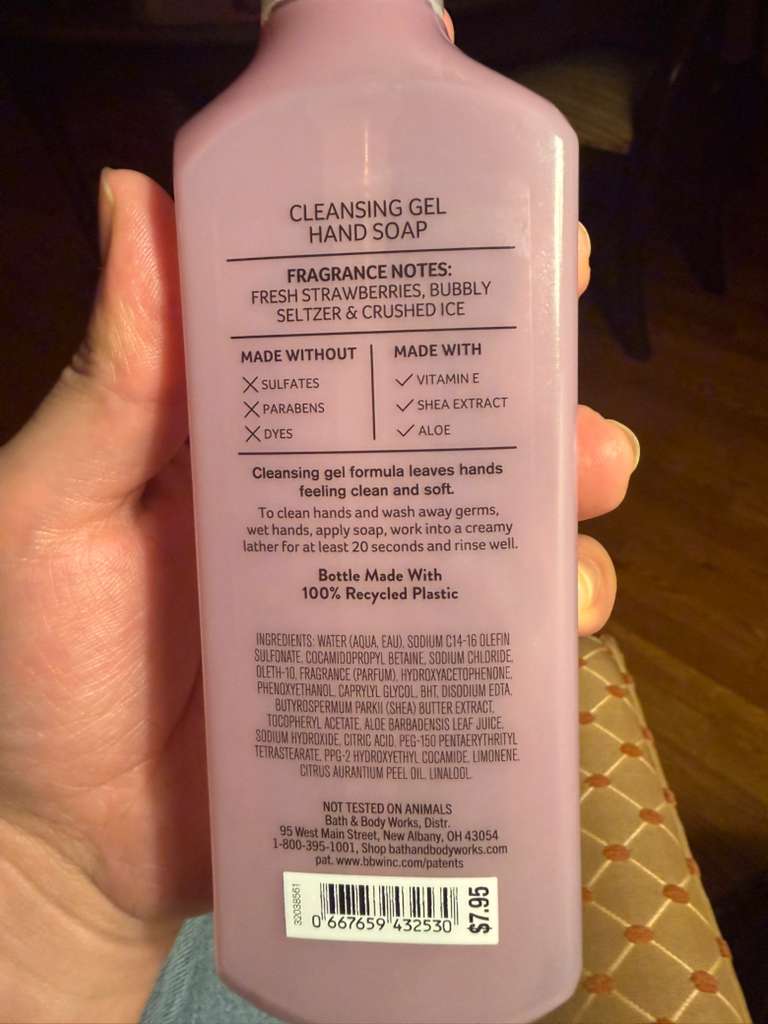 CLEANSING GEL
HAND SOAP
FRAGRANCE NOTES:
FRESH STRAWBERRIES, BUBBLY
SELTZER & CRUSHED ICE
MADE WITHOUT
SULFATES
PARABENS
DYES
MADE WITH
VITAMIN E
SHEA EXTRACT
ALOE
Cleansing gel formula leaves hands
feeling clean and soft.
To clean hands and wash away germs,
wet hands, apply soap, work into a creamy
lather for at least 20 seconds and rinse well.
Bottle Made With
100% Recycled Plastic
INGREDIENTS: WATER (AQUA, EAU), SODIUM C14-16 OLEFIN
SULFONATE, COCAMIDOPROPYL BETAINE, SODIUM CHLORIDE,
OLETH-10, FRAGRANCE (PARFUM), HYDROXYACETOPHENONE,
PHENOXYETHANOL, CAPRYLYL GLYCOL, BHT, DISODIUM EDTA,
BUTYROSPERMUM PARKII (SHEA) BUTTER EXTRACT,
TOCOPHERYL ACETATE, ALOE BARBADENSIS LEAF JUICE,
SODIUM HYDROXIDE, CITRIC ACID, PEG-150 PENTAERYTHRITYL
TETRASTEARATE, PPG-2 HYDROXYETHYL COCAMIDE, LIMONENE,
CITRUS AURANTIUM PEEL OIL, LINALOOL.
NOT TESTED ON ANIMALS
Bath & Body Works, Distr.
95 West Main Street, New Albany, OH 43054
1-800-395-1001, Shop bathandbodyworks.com
pat. www.bbwinc.com/patents
32038561
0 667659 432530
$7.95